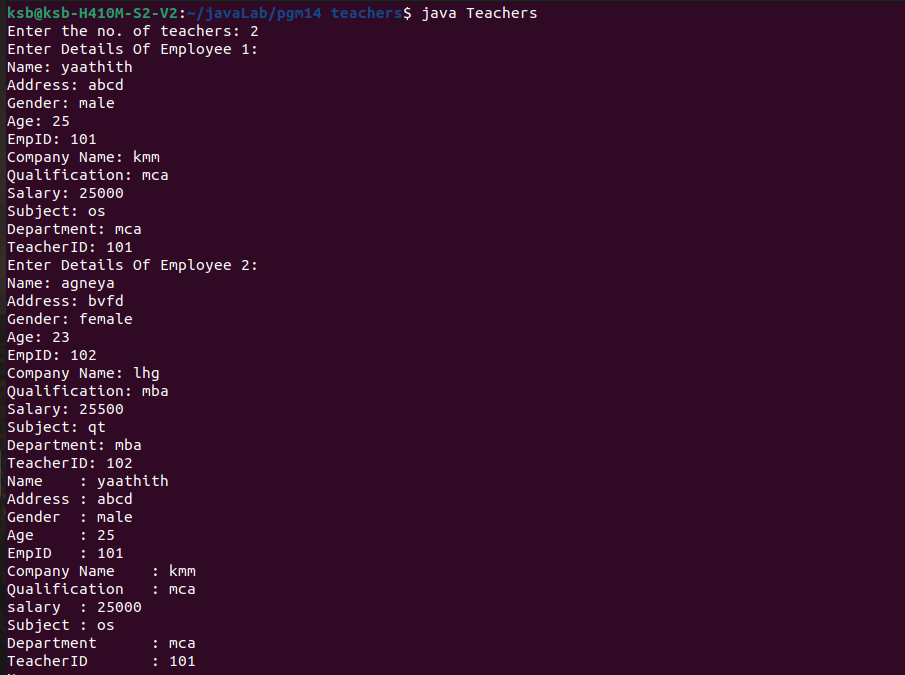 ksb@ksb-H410M-S2-V2:~/javaLab/pgm14 teachers$ java Teachers
Enter the no. of teachers: 2
Enter Details Of Employee 1:
Name: yaathith
Address: abcd
Gender: male
Age: 25
EmpID: 101
Company Name: kmm
Qualification: mca
Salary: 25000
Subject: os
Department: mca
TeacherID: 101
Enter Details Of Employee 2:
Name: agneya
Address: bvfd
Gender: female
Age: 23
EmpID: 102
Company Name: lhg
Qualification: mba
Salary: 25500
Subject: qt
Department: mba
TeacherID: 102
Name    : yaathith
Address : abcd
Gender  : male
Age     : 25
EmpID   : 101
Company Name    : kmm
Qualification   : mca
salary  : 25000
Subject : os
Department      : mca
TeacherID       : 101